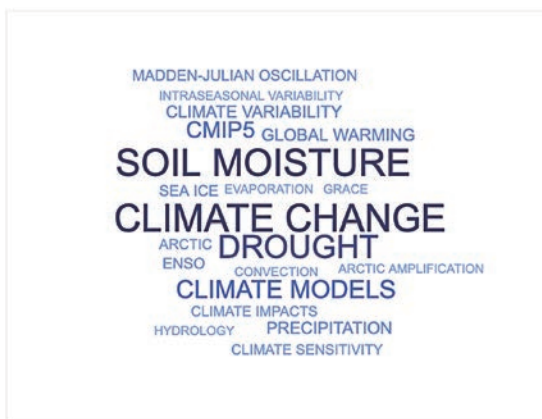 MADDEN-JULIAN OSCILLATION
INTRASEASONAL VARIABILITY
CLIMATE VARIABILITY
CMIP5 GLOBAL WARMING
SOIL MOISTURE
SEA ICE EVAPORATION GRACE
CLIMATE CHANGE
ARCTIC DROUGHT
ENSO CONVECTION ARCTIC AMPLIFICATION
CLIMATE MODELS
CLIMATE IMPACTS
HYDROLOGY PRECIPITATION
CLIMATE SENSITIVITY